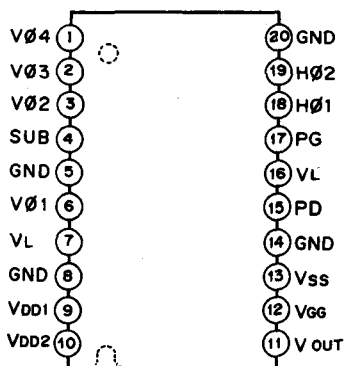 VØ4 1 20 GND
VØ3 2 19 HØ2
VØ2 3 18 HØ1
SUB 4 17 PG
GND 5 16 VL
VØ1 6 15 PD
VL 7 14 GND
GND 8 13 VSS
VDD1 9 12 VGG
VDD2 10 11 V OUT